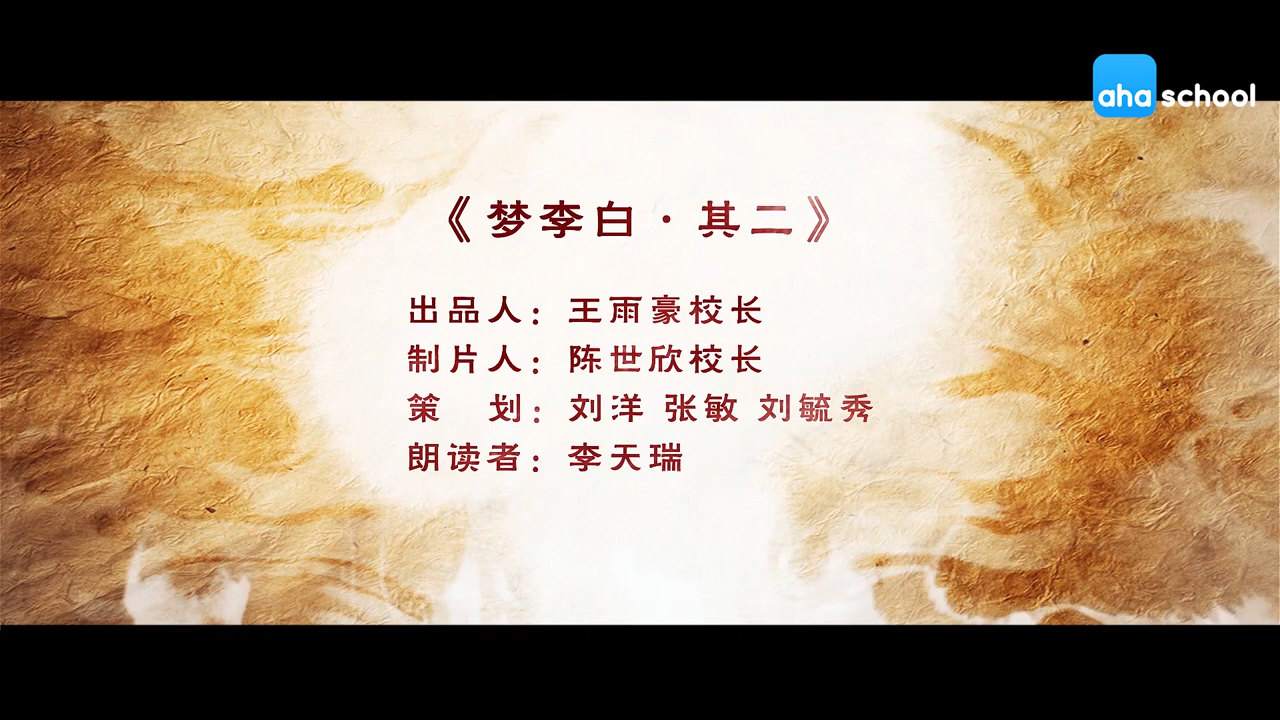 aha school
《梦李白·其二》
出品人：王雨豪校长
制片人：陈世欣校长
策 划：刘洋 张敏 刘毓秀
朗读者：李天瑞